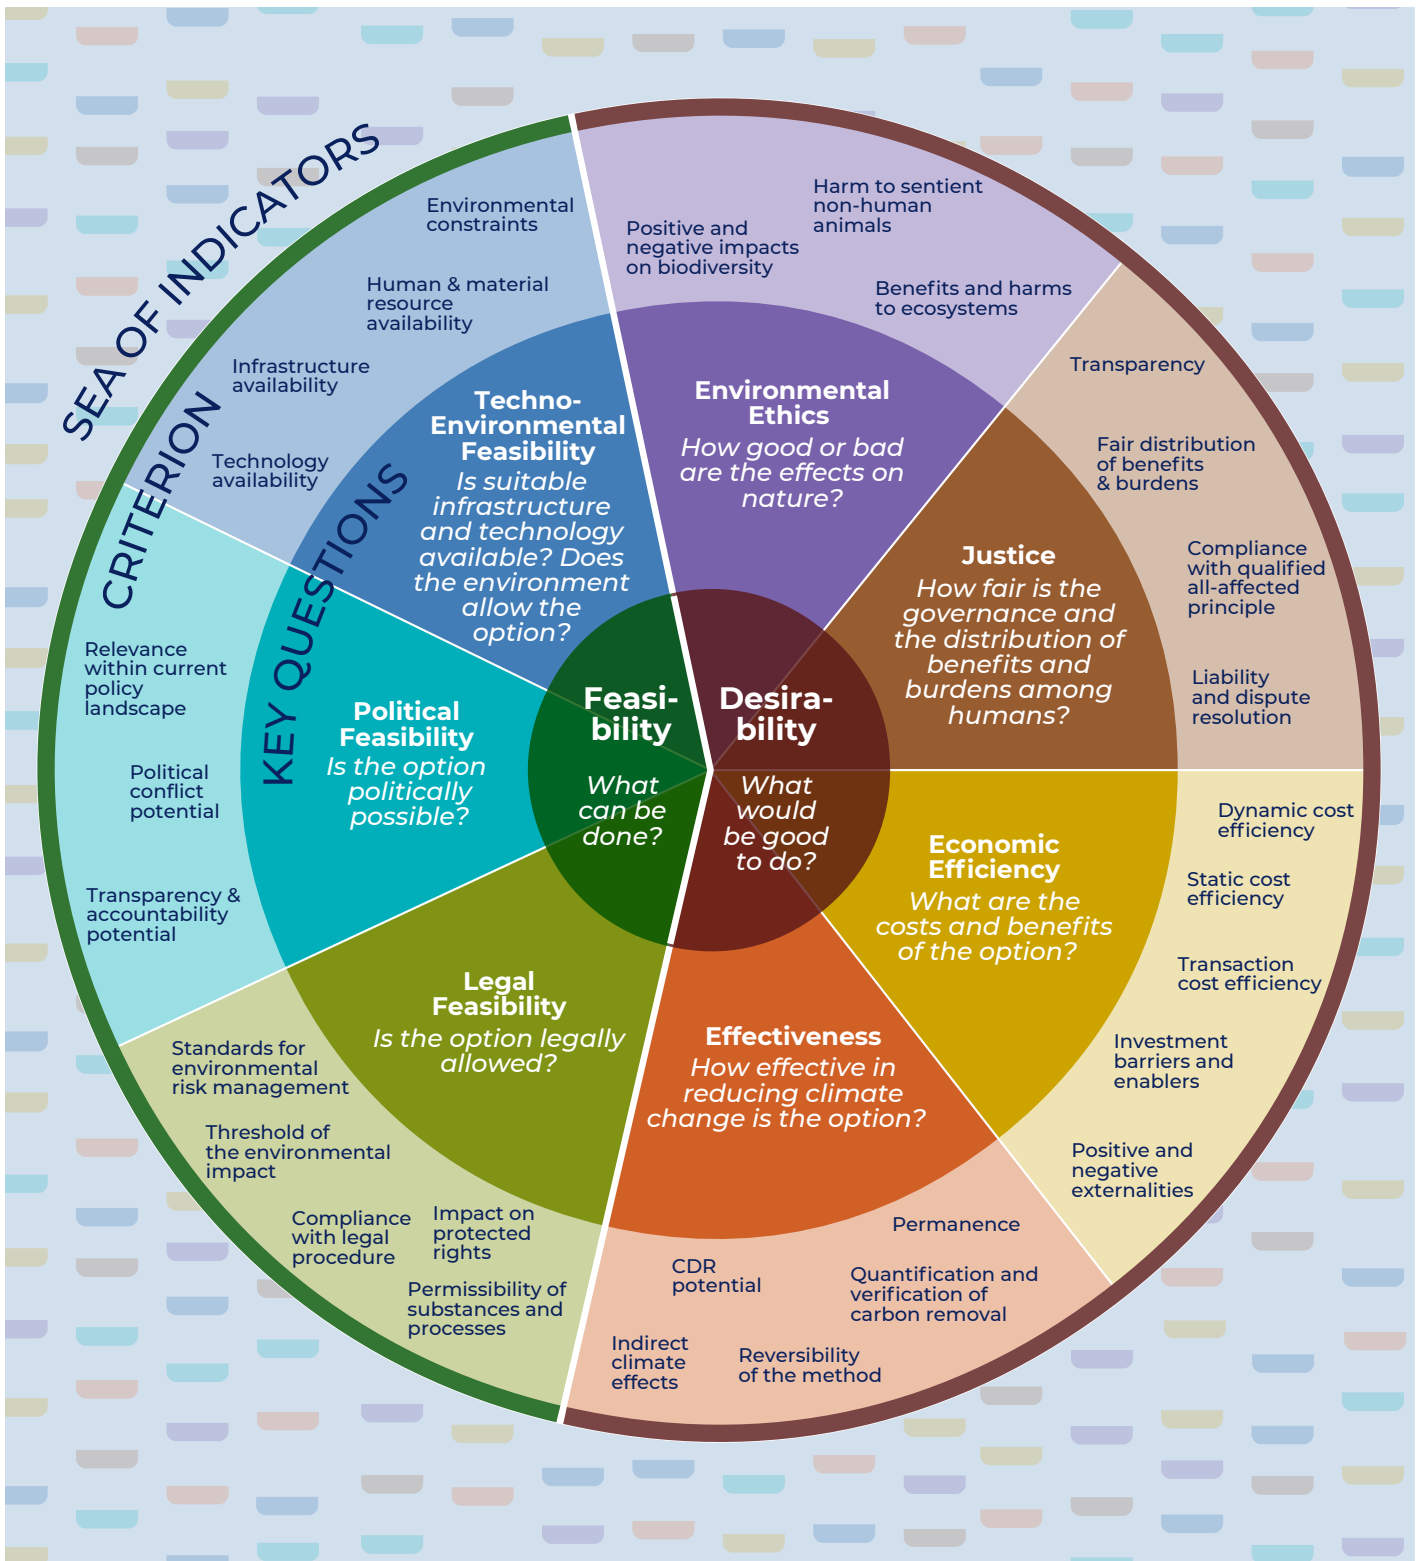 SEA OF INDICATORS
CRITERION
KEY QUESTIONS
Feasi-
bility
What
can be
done?
Desira-
bility
What
would
be good
to do?
Techno-
Environmental
Feasibility
Is suitable
infrastructure
and technology
available? Does
the environment
allow the
option?
Environmental
constraints
Human & material
resource
availability
Infrastructure
availability
Technology
availability
Political
Feasibility
Is the option
politically
possible?
Relevance
within current
policy
landscape
Political
conflict
potential
Transparency &
accountability
potential
Legal
Feasibility
Is the option legally
allowed?
Standards for
environmental
risk management
Threshold of
the environmental
impact
Compliance
with legal
procedure
Impact on
protected
rights
Permissibility of
substances and
processes
Environmental
Ethics
How good or bad
are the effects on
nature?
Positive and
negative impacts
on biodiversity
Harm to sentient
non-human
animals
Benefits and harms
to ecosystems
Justice
How fair is the
governance and
the distribution of
benefits and
burdens among
humans?
Transparency
Fair distribution
of benefits
& burdens
Compliance
with qualified
all-affected
principle
Liability
and dispute
resolution
Economic
Efficiency
What are the
costs and benefits
of the option?
Dynamic cost
efficiency
Static cost
efficiency
Transaction
cost efficiency
Investment
barriers and
enablers
Positive and
negative
externalities
Effectiveness
How effective in
reducing climate
change is the option?
Permanence
CDR
potential
Quantification and
verification of
carbon removal
Indirect
climate
effects
Reversibility
of the method